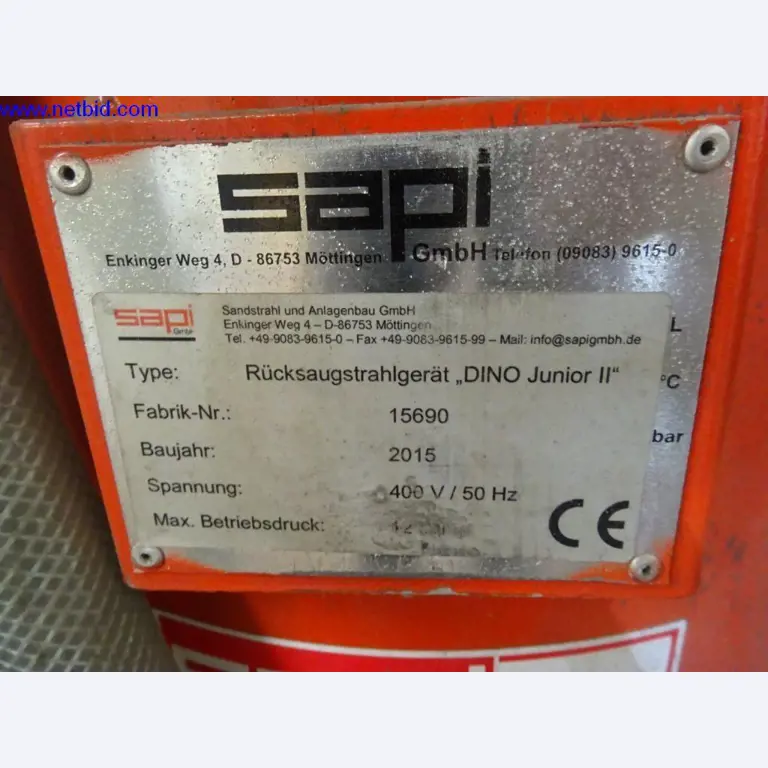 www.netbid.com
sapi
Enkinger Weg 4, D - 86753 Möttingen GmbH Telefon (09083) 9615-0
sapi
GmbH
Sandstrahl und Anlagenbau GmbH
Enkinger Weg 4 – D-86753 Möttingen
Tel. +49-9083-9615-0 – Fax +49-9083-9615-99 – Mail: info@sapigmbh.de
L
Type: Rücksaugstrahlgerät „DINO Junior II“
°C
Fabrik-Nr.: 15690
bar
Baujahr: 2015
Spannung: 400 V / 50 Hz
Max. Betriebsdruck:
CE